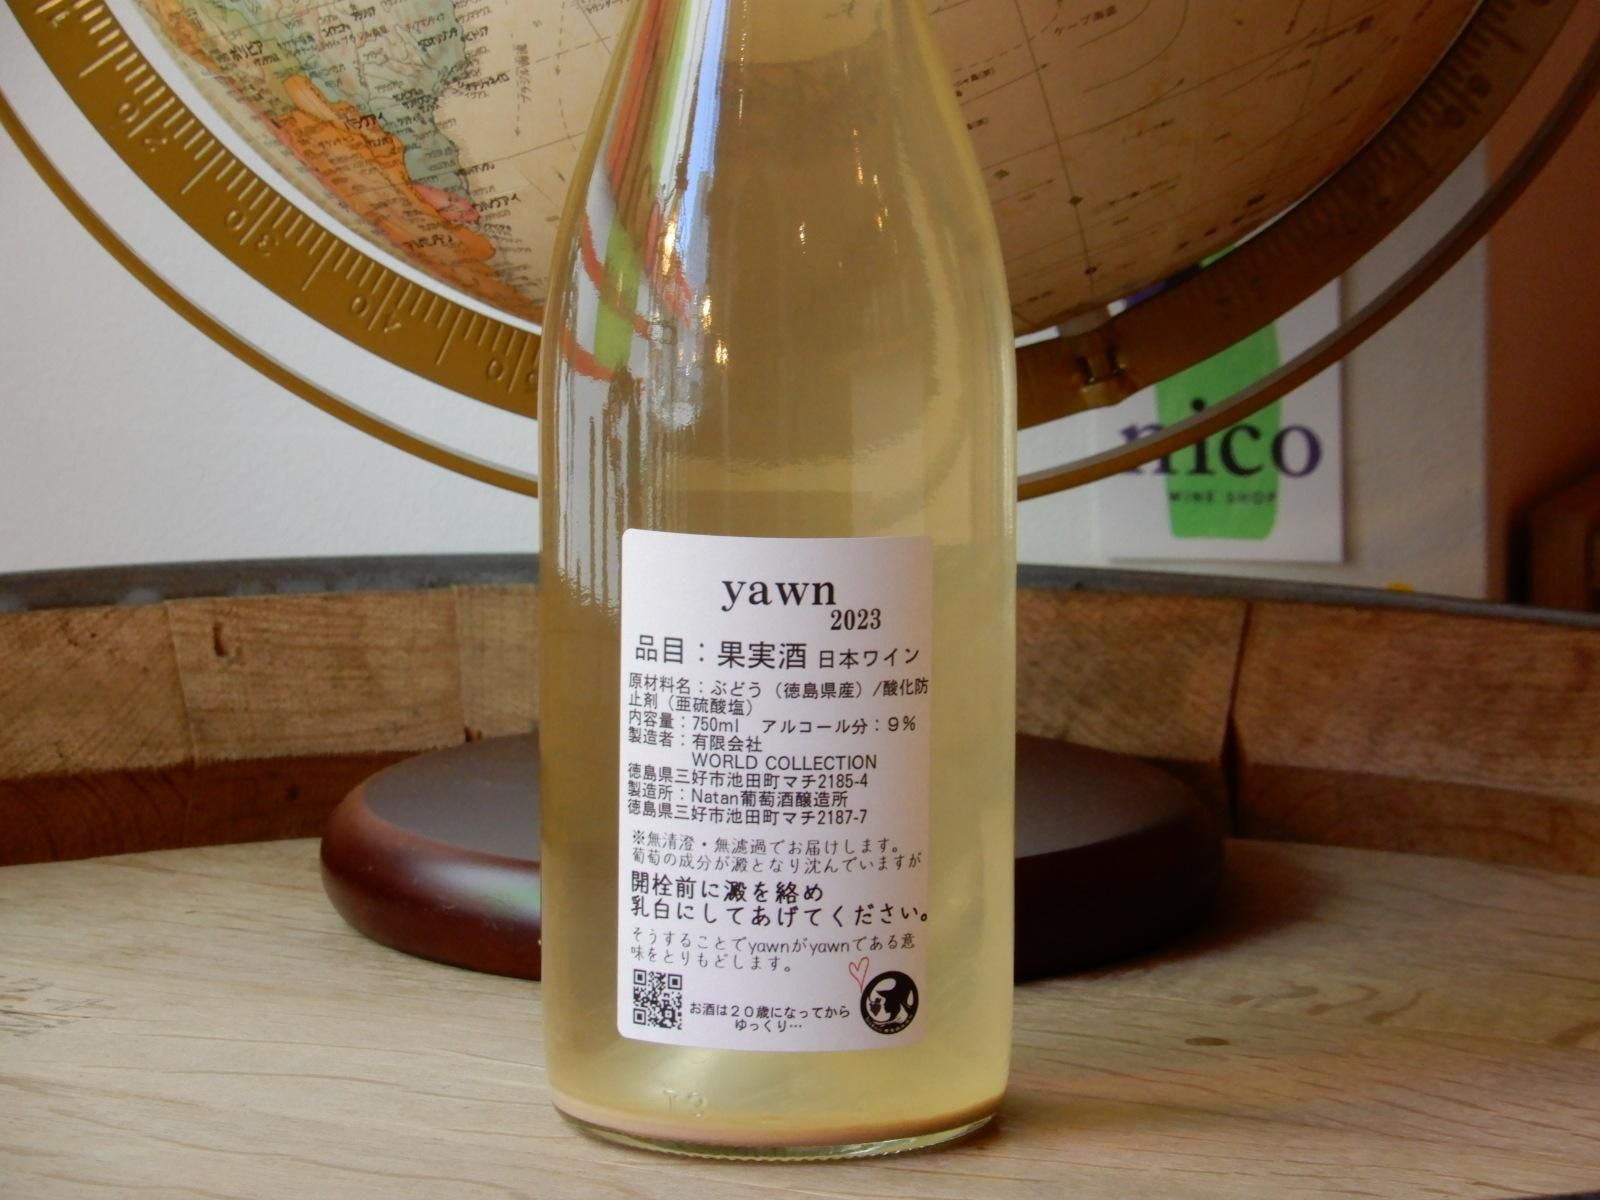 yawn
2023
品目：果実酒 日本ワイン
原材料名：ぶどう（徳島県産）/酸化防
止剤（亜硫酸塩）
内容量：750ml アルコール分：９％
製造者：有限会社
WORLD COLLECTION
徳島県三好市池田町マチ2185-4
製造所：Natan葡萄酒醸造所
徳島県三好市池田町マチ2187-7
※無清澄・無濾過でお届けします。
葡萄の成分が澱となり沈んでいますが
開栓前に澱を絡め
乳白にしてあげてください。
そうすることでyawnがyawnである意
味をとりもどします。
お酒は２０歳になってから
ゆっくり…
nico
WINE SHOP